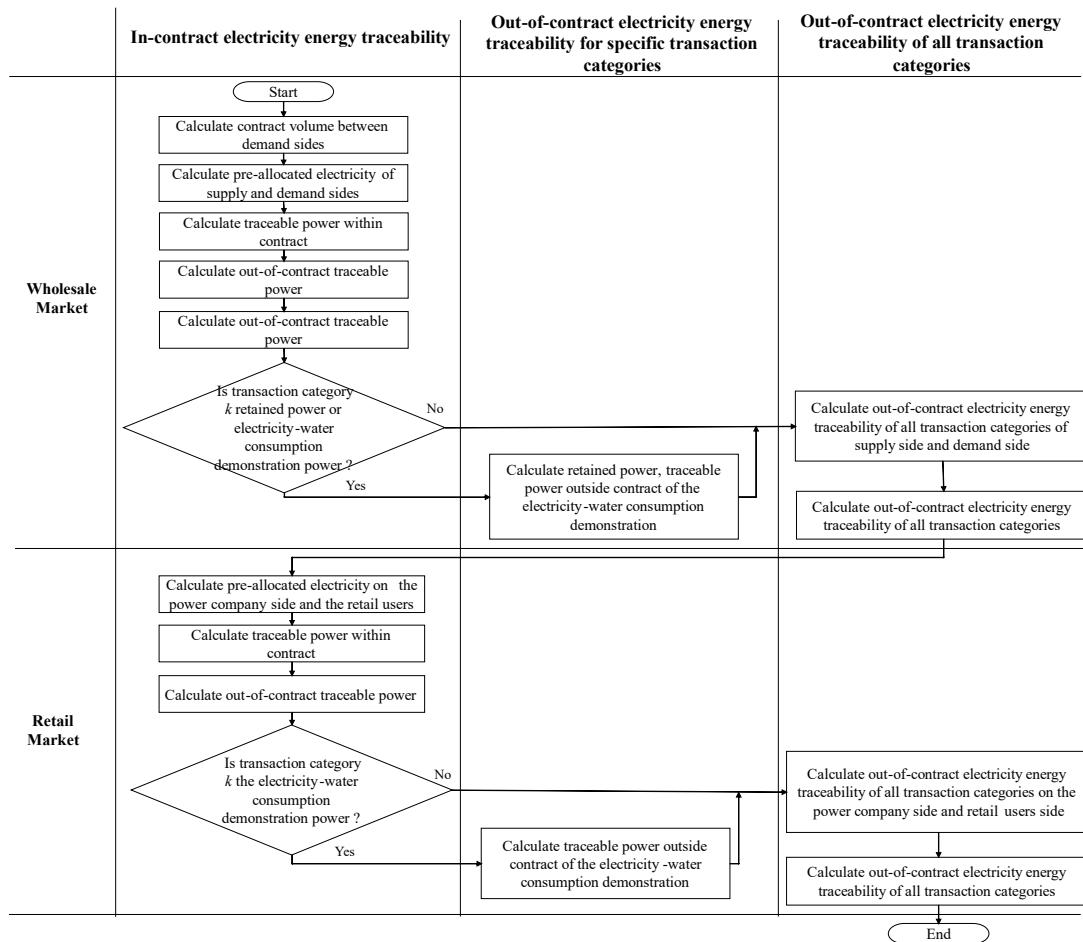 In-contract electricity energy traceability
Out-of-contract electricity energy
traceability for specific transaction
categories
Out-of-contract electricity energy
traceability of all transaction
categories
Wholesale
Market
Start
Calculate contract volume between
demand sides
Calculate pre-allocated electricity of
supply and demand sides
Calculate traceable power within
contract
Calculate out-of-contract traceable
power
Calculate out-of-contract traceable
power
Is transaction category
k retained power or
electricity-water
consumption
demonstration power ?
No
Yes
Calculate retained power, traceable
power outside contract of the
electricity-water consumption
demonstration
Calculate out-of-contract electricity energy
traceability of all transaction categories of
supply side and demand side
Calculate out-of-contract electricity energy
traceability of all transaction categories
Retail
Market
Calculate pre-allocated electricity on the
power company side and the retail users
Calculate traceable power within
contract
Calculate out-of-contract traceable power
Is transaction category
k the electricity-water
consumption
demonstration power ?
No
Yes
Calculate traceable power outside
contract of the electricity -water
consumption demonstration
Calculate out-of-contract electricity energy
traceability of all transaction categories on the
power company side and retail users side
Calculate out-of-contract electricity energy
traceability of all transaction categories
End